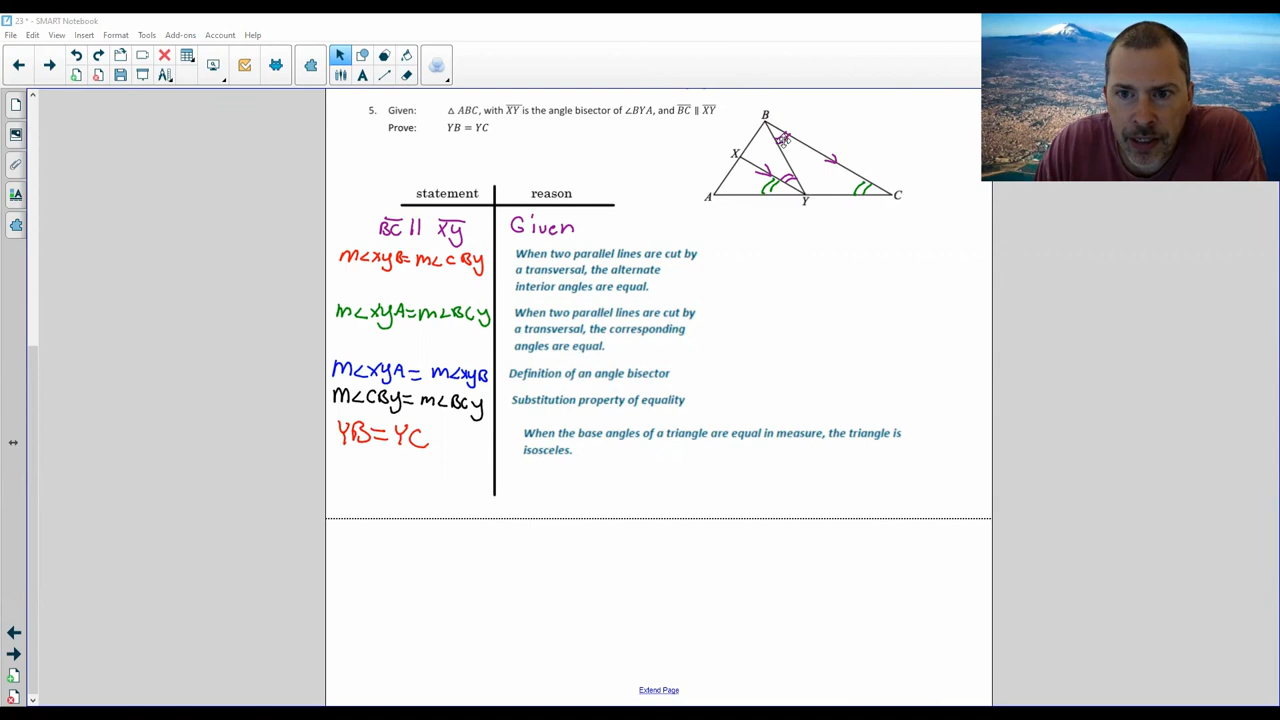 23 * - SMART Notebook
File Edit View Insert Format Tools Add-ons Account Help
5. Given: △ ABC, with XY is the angle bisector of ∠BYA, and BC ∥ XY
Prove: YB = YC
B
X
A
Y
C
statement reason
BC || XY Given
m∠XYB = m∠CBY When two parallel lines are cut by
a transversal, the alternate
interior angles are equal.
m∠XYA = m∠BCY When two parallel lines are cut by
a transversal, the corresponding
angles are equal.
m∠XYA = m∠XYB Definition of an angle bisector
m∠CBY = m∠BCY Substitution property of equality
YB = YC When the base angles of a triangle are equal in measure, the triangle is
isosceles.
Extend Page